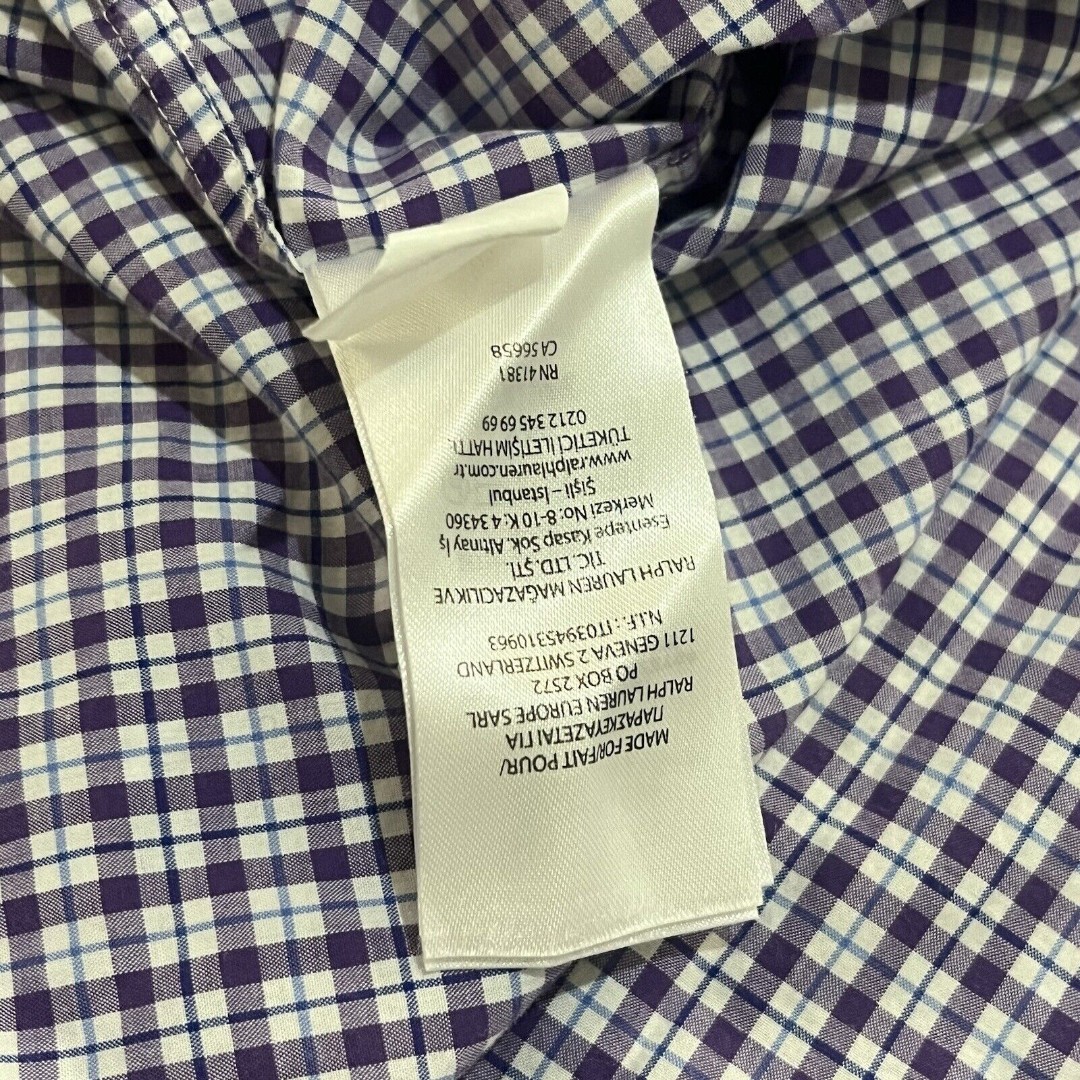 MADE FOR/FAIT POUR/
ΠΑΡΑΣΚΕΥΑΖΕΤΑΙ ΓΙΑ
RALPH LAUREN EUROPE SARL
PO BOX 2572
1211 GENEVA 2 SWITZERLAND
N.I.F.: IT03945310963
RALPH LAUREN MAĞAZACILIK VE
TİC. LTD. ŞTİ.
Esentepe Kasap Sok. Altınay İş
Merkezi No:8-10 K: 4 34360
Şişli – Istanbul
www.ralphlauren.com.tr
TÜKETİCİ İLETİŞİM HATTI
0212 345 69 69
RN 41381
CA 56658